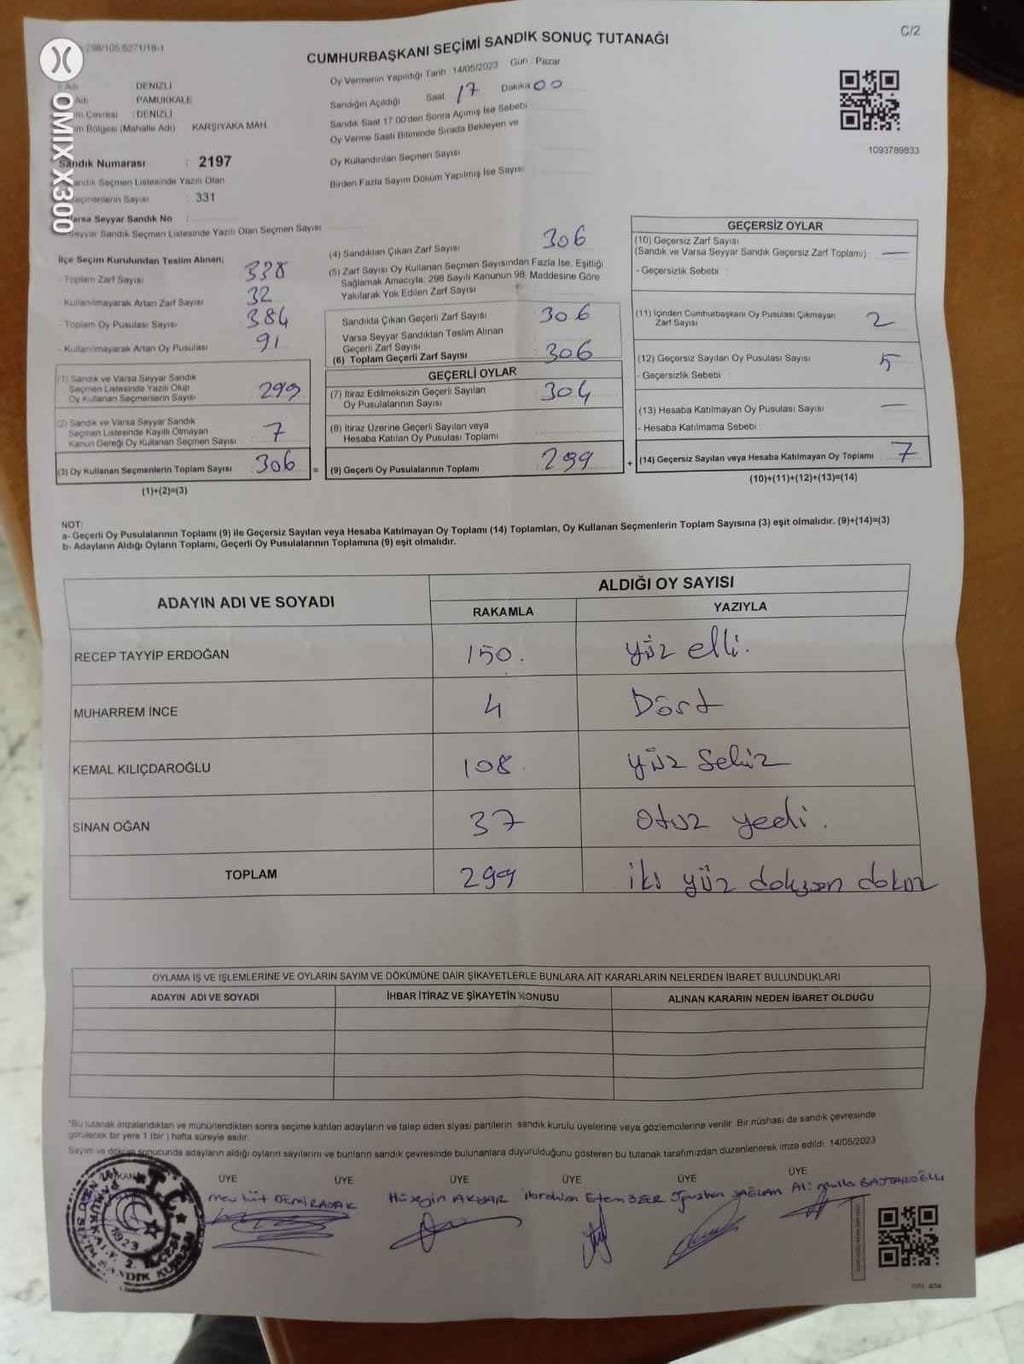 298/105.6271/18-1
C/2
OMIX X300
CUMHURBAŞKANI SEÇİMİ SANDIK SONUÇ TUTANAĞI
DENİZLİ
PAMUKKALE
DENİZLİ
Bölgesi (Mahalle Adı) KARŞIYAKA MAH.
Sandık Numarası : 2197
Sandık Seçmen Listesinde Yazılı Olan
Seçmenlerin Sayısı : 331
Varsa Seyyar Sandık No :
Seyyar Sandık Seçmen Listesinde Yazılı Olan Seçmen Sayısı
Oy Vermenin Yapıldığı Tarih 14/05/2023 Gün : Pazar
Sandığın Açıldığı Saat 17 Dakika 00
Sandık Saat 17.00'den Sonra Açılmış İse Sebebi
Oy Verme Saati Bitiminde Sırada Bekleyen ve
Oy Kullandırılan Seçmen Sayısı
Birden Fazla Sayım Döküm Yapılmış İse Sayısı
1093789833
İlçe Seçim Kurulundan Teslim Alınan;
- Toplam Zarf Sayısı 338
- Kullanılmayarak Artan Zarf Sayısı 32
- Toplam Oy Pusulası Sayısı 384
- Kullanılmayarak Artan Oy Pusulası 91
(1) Sandık ve Varsa Seyyar Sandık
Seçmen Listesinde Yazılı Olup
Oy Kullanan Seçmenlerin Sayısı 299
(2) Sandık ve Varsa Seyyar Sandık
Seçmen Listesinde Kayıtlı Olmayan
Kanun Gereği Oy Kullanan Seçmen Sayısı 7
(3) Oy Kullanan Seçmenlerin Toplam Sayısı 306 =
(1)+(2)=(3)
(4) Sandıktan Çıkan Zarf Sayısı 306
(5) Zarf Sayısı Oy Kullanan Seçmen Sayısından Fazla İse, Eşitliği
Sağlamak Amacıyla, 298 Sayılı Kanunun 98. Maddesine Göre
Yakılarak Yok Edilen Zarf Sayısı
Sandıkta Çıkan Geçerli Zarf Sayısı 306
Varsa Seyyar Sandıktan Teslim Alınan
Geçerli Zarf Sayısı
(6) Toplam Geçerli Zarf Sayısı 306
GEÇERLİ OYLAR
(7) İtiraz Edilmeksizin Geçerli Sayılan
Oy Pusulalarının Sayısı 304
(8) İtiraz Üzerine Geçerli Sayılan veya
Hesaba Katılan Oy Pusulası Toplamı
(9) Geçerli Oy Pusulalarının Toplamı 299 +
GEÇERSİZ OYLAR
(10) Geçersiz Zarf Sayısı
(Sandık ve Varsa Seyyar Sandık Geçersiz Zarf Toplamı) —
- Geçersizlik Sebebi :
(11) İçinden Cumhurbaşkanı Oy Pusulası Çıkmayan
Zarf Sayısı 2
(12) Geçersiz Sayılan Oy Pusulası Sayısı 5
- Geçersizlik Sebebi :
(13) Hesaba Katılmayan Oy Pusulası Sayısı —
- Hesaba Katılmama Sebebi :
(14) Geçersiz Sayılan veya Hesaba Katılmayan Oy Toplamı 7
(10)+(11)+(12)+(13)=(14)
NOT:
a- Geçerli Oy Pusulalarının Toplamı (9) ile Geçersiz Sayılan veya Hesaba Katılmayan Oy Toplamı (14) Toplamları, Oy Kullanan Seçmenlerin Toplam Sayısına (3) eşit olmalıdır. (9)+(14)=(3)
b- Adayların Aldığı Oyların Toplamı, Geçerli Oy Pusulalarının Toplamına (9) eşit olmalıdır.
ADAYIN ADI VE SOYADI
ALDIĞI OY SAYISI
RAKAMLA YAZIYLA
RECEP TAYYİP ERDOĞAN 150. yüz elli.
MUHARREM İNCE 4 Dört
KEMAL KILIÇDAROĞLU 108 yüz sekiz
SİNAN OĞAN 37 otuz yedi.
TOPLAM 299 iki yüz doksan dokuz
OYLAMA İŞ VE İŞLEMLERİNE VE OYLARIN SAYIM VE DÖKÜMÜNE DAİR ŞİKAYETLERLE BUNLARA AİT KARARLARIN NELERDEN İBARET BULUNDUKLARI
ADAYIN ADI VE SOYADI İHBAR İTİRAZ VE ŞİKAYETİN KONUSU ALINAN KARARIN NEDEN İBARET OLDUĞU
*Bu tutanak imzalandıktan ve mühürlendikten sonra seçime katılan adayların ve talep eden siyasi partilerin, sandık kurulu üyelerine veya gözlemcilerine verilir. Bir nüshası da sandık çevresinde
görülecek bir yere 1 (bir) hafta süreyle asılır.
Sayım ve döküm sonucunda adayların aldığı oyların sayılarını ve bunların sandık çevresinde bulunanlara duyurulduğunu gösteren bu tutanak tarafımızdan düzenlenerek imza edildi. 14/05/2023
ÜYE ÜYE ÜYE ÜYE ÜYE ÜYE
Mevlüt DEMİRADAK Hüseyin AKBAR İbrahim Ethem ÖZER Oğuzhan SAĞLAM
T.C.
1923